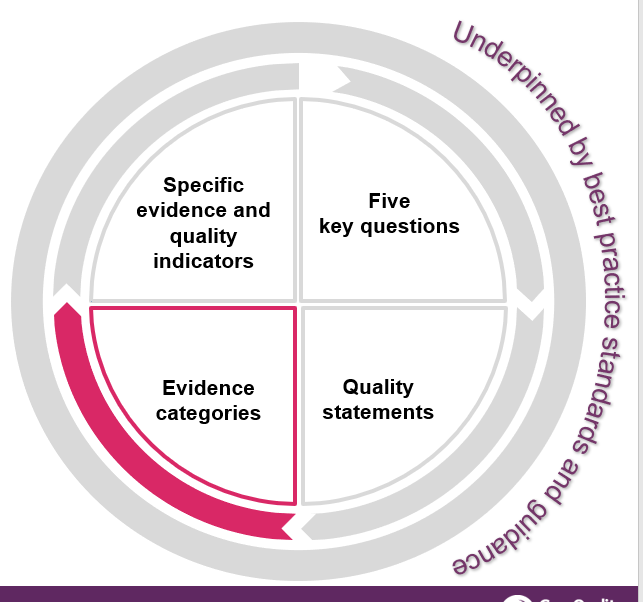 Underpinned by best practice standards and guidance
Specific
evidence and
quality
indicators
Five
key questions
Evidence
categories
Quality
statements